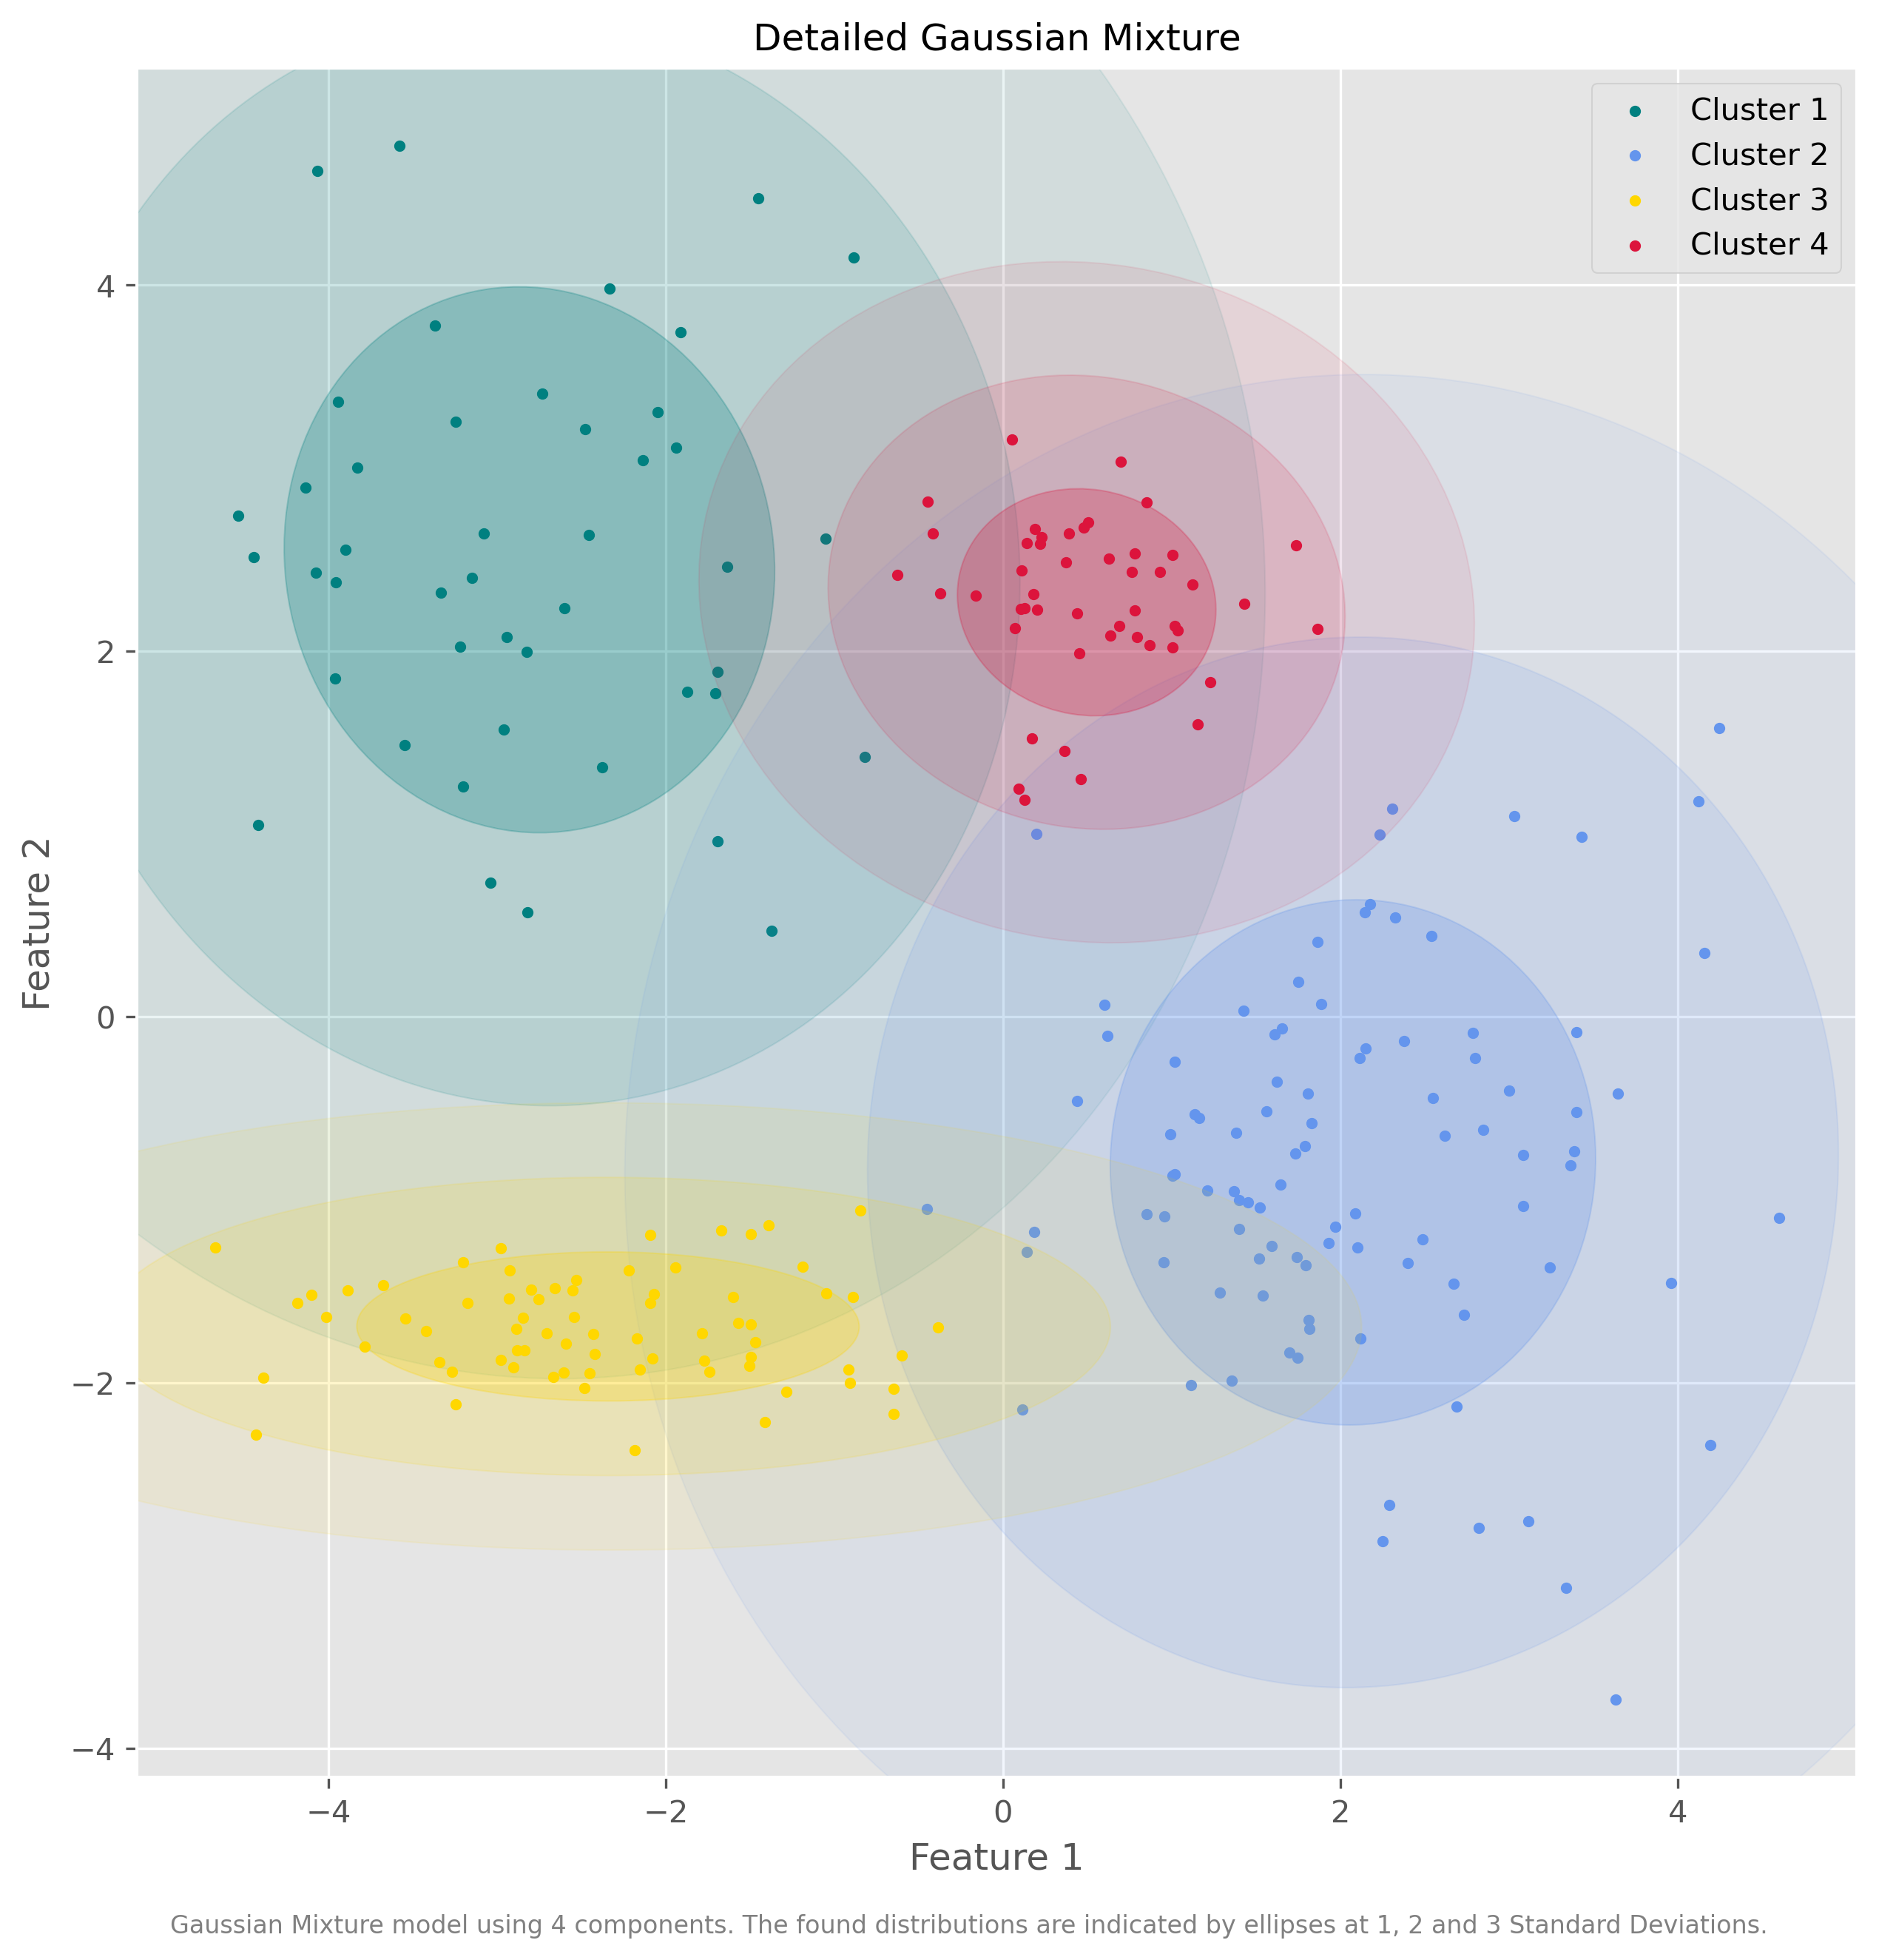 Detailed Gaussian Mixture
Cluster 1
Cluster 2
Cluster 3
Cluster 4
Feature 2
4
2
0
−2
−4
−4
−2
0
2
4
Feature 1
Gaussian Mixture model using 4 components. The found distributions are indicated by ellipses at 1, 2 and 3 Standard Deviations.